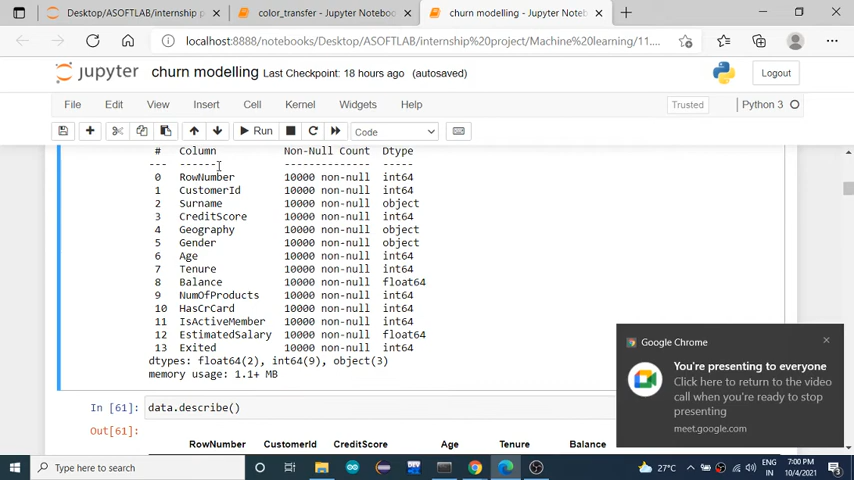 Desktop/ASOFTLAB/internship p
color_transfer - Jupyter Noteboo
churn modelling - Jupyter Noteb
localhost:8888/notebooks/Desktop/ASOFTLAB/internship%20project/Machine%20learning/11....
jupyter churn modelling Last Checkpoint: 18 hours ago (autosaved)
Logout
File Edit View Insert Cell Kernel Widgets Help
Trusted
Python 3
Run
Code
# Column Non-Null Count Dtype
--- ------ -------------- -----
0 RowNumber 10000 non-null int64
1 CustomerId 10000 non-null int64
2 Surname 10000 non-null object
3 CreditScore 10000 non-null int64
4 Geography 10000 non-null object
5 Gender 10000 non-null object
6 Age 10000 non-null int64
7 Tenure 10000 non-null int64
8 Balance 10000 non-null float64
9 NumOfProducts 10000 non-null int64
10 HasCrCard 10000 non-null int64
11 IsActiveMember 10000 non-null int64
12 EstimatedSalary 10000 non-null float64
13 Exited 10000 non-null int64
dtypes: float64(2), int64(9), object(3)
memory usage: 1.1+ MB
In [61]: data.describe()
Out[61]:
RowNumber CustomerId CreditScore Age Tenure Balance
Google Chrome
You're presenting to everyone
Click here to return to the video
call when you're ready to stop
presenting
meet.google.com
Type here to search
27°C
ENG
IN
7:00 PM
10/4/2021
3